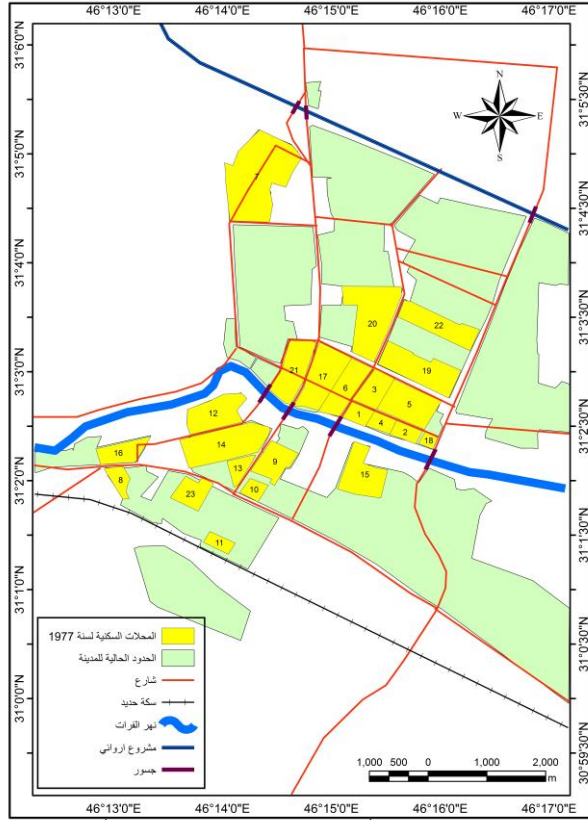 46°13'0"E 46°14'0"E 46°15'0"E 46°16'0"E 46°17'0"E
31°6'0"N
31°5'30"N
N
W E
S
31°5'0"N
7
31°4'30"N
31°4'0"N
31°3'30"N
20
22
31°3'0"N
21 17 6 3 19
5
12
1 4 2 18
31°2'30"N
14
16
9
13
15
31°2'0"N
8
23
10
11
31°1'30"N
31°1'0"N
31°0'30"N
المحلات السكنية لسنة 1977
الحدود الحالية للمدينة
شارع
سكة حديد
نهر الفرات
مشروع اروائي
جسور
31°0'0"N
30°59'30"N
1,000 500 0 1,000 2,000
m
46°13'0"E 46°14'0"E 46°15'0"E 46°16'0"E 46°17'0"E